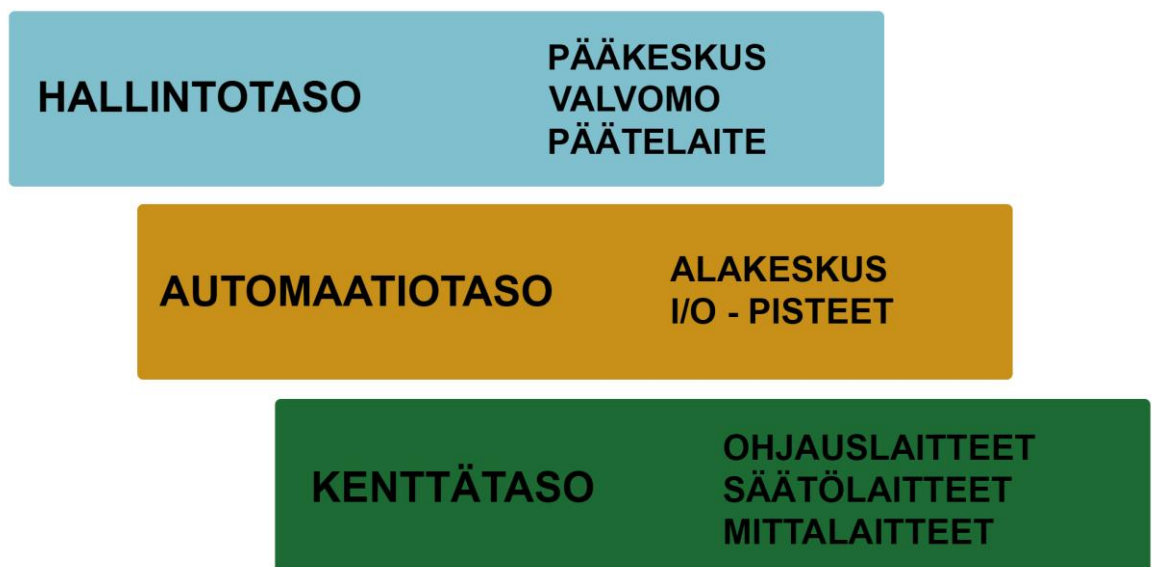 HALLINTOTASO
PÄÄKESKUS
VALVOMO
PÄÄTELAITE
AUTOMAATIOTASO
ALAKESKUS
I/O - PISTEET
KENTTÄTASO
OHJAUSLAITTEET
SÄÄTÖLAITTEET
MITTALAITTEET